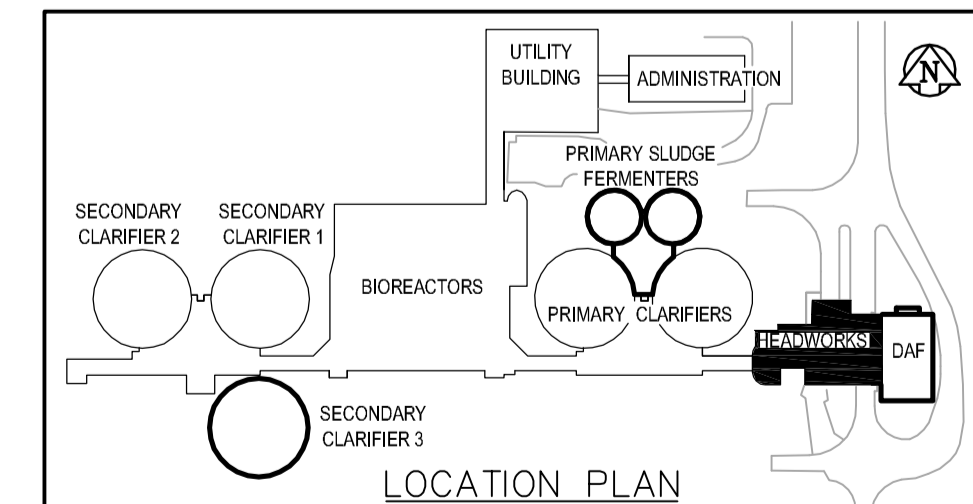 UTILITY
BUILDING
ADMINISTRATION
N
PRIMARY SLUDGE
FERMENTERS
SECONDARY
CLARIFIER 2
SECONDARY
CLARIFIER 1
BIOREACTORS
PRIMARY CLARIFIERS
HEADWORKS
DAF
SECONDARY
CLARIFIER 3
LOCATION PLAN